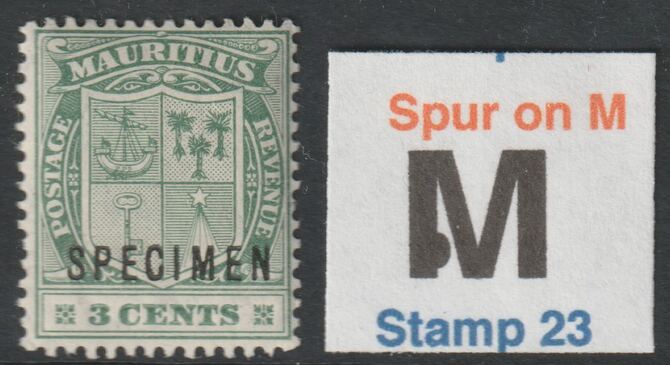 MAURITIUS
POSTAGE
REVENUE
SPECIMEN
3 CENTS
Spur on M
M
Stamp 23